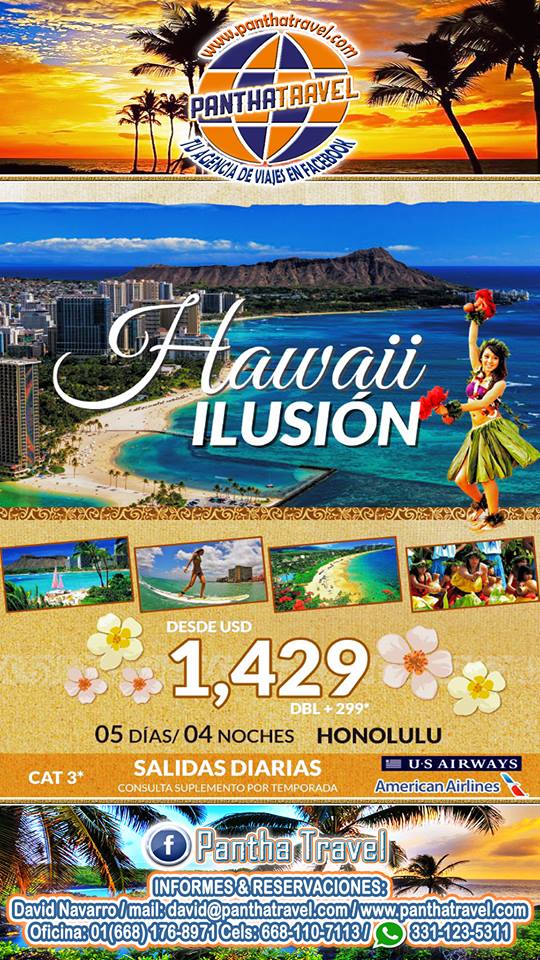 www.panthatravel.com
PANTHATRAVEL
TU AGENCIA DE VIAJES EN FACEBOOK
Hawaii
ILUSIÓN
DESDE USD
1,429
DBL + 299*
05 DÍAS/ 04 NOCHES HONOLULU
CAT 3*
SALIDAS DIARIAS
CONSULTA SUPLEMENTO POR TEMPORADA
U·S AIRWAYS
American Airlines
f Pantha Travel
INFORMES & RESERVACIONES:
David Navarro / mail: david@panthatravel.com / www.panthatravel.com
Oficina: 01(668) 176-8971 Cels: 668-110-7113 / 331-123-5311